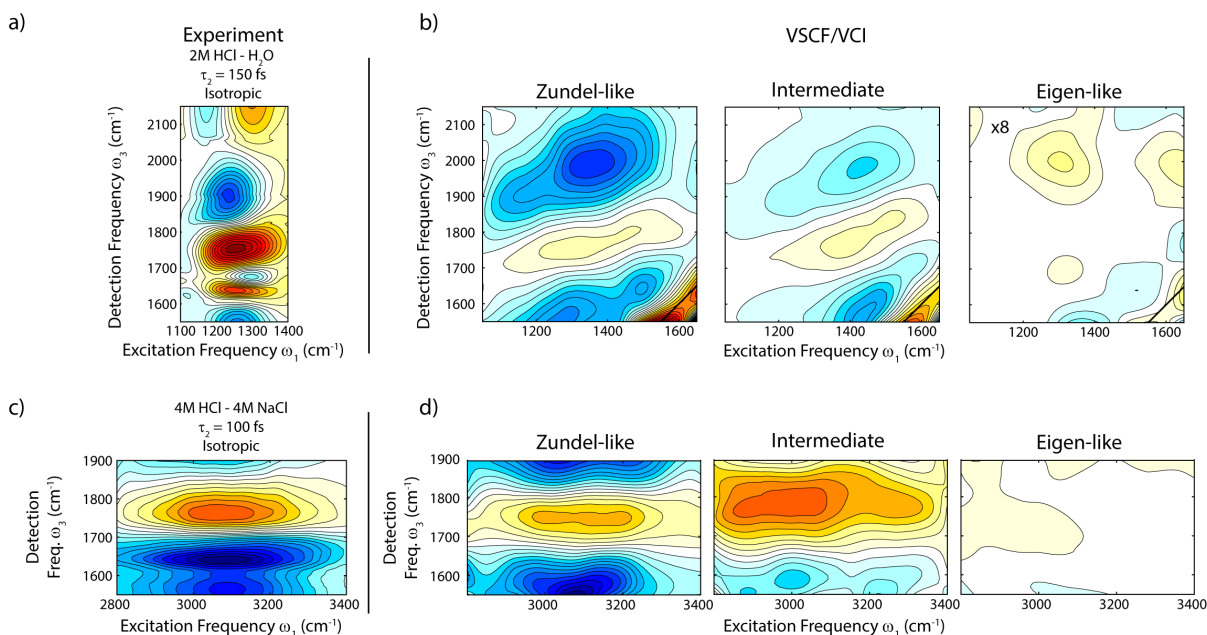 a)
Experiment
2M HCl - H₂O
τ₂ = 150 fs
Isotropic
Detection Frequency ω₃ (cm⁻¹)
2100
2000
1900
1800
1700
1600
1100 1200 1300 1400
Excitation Frequency ω₁ (cm⁻¹)
b)
VSCF/VCI
Zundel-like
Intermediate
Eigen-like
Detection Frequency ω₃ (cm⁻¹)
2100
2000
1900
1800
1700
1600
x8
1200 1400 1600
1200 1400 1600
1200 1400 1600
Excitation Frequency ω₁ (cm⁻¹)
c)
4M HCl - 4M NaCl
τ₂ = 100 fs
Isotropic
Detection
Freq. ω₃ (cm⁻¹)
1900
1800
1700
1600
2800 3000 3200 3400
Excitation Frequency ω₁ (cm⁻¹)
d)
Zundel-like
Intermediate
Eigen-like
Detection
Freq. ω₃ (cm⁻¹)
1900
1800
1700
1600
3000 3200 3400
3000 3200 3400
3000 3200 3400
Excitation Frequency ω₁ (cm⁻¹)